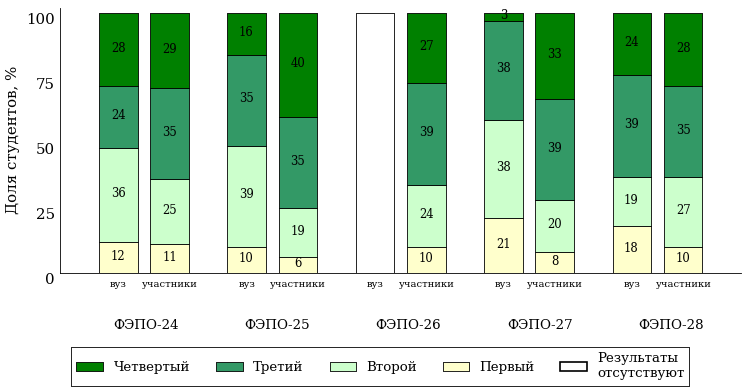 Доля студентов, %
100
75
50
25
0
28 29 16 40 27 3 33 24 28
24 35 35 35 39 38 39 39 35
36 25 39 19 24 38 20 19 27
12 11 10 6 10 21 8 18 10
вуз участники вуз участники вуз участники вуз участники вуз участники
ФЭПО-24 ФЭПО-25 ФЭПО-26 ФЭПО-27 ФЭПО-28
Четвертый Третий Второй Первый Результаты
отсутствуют